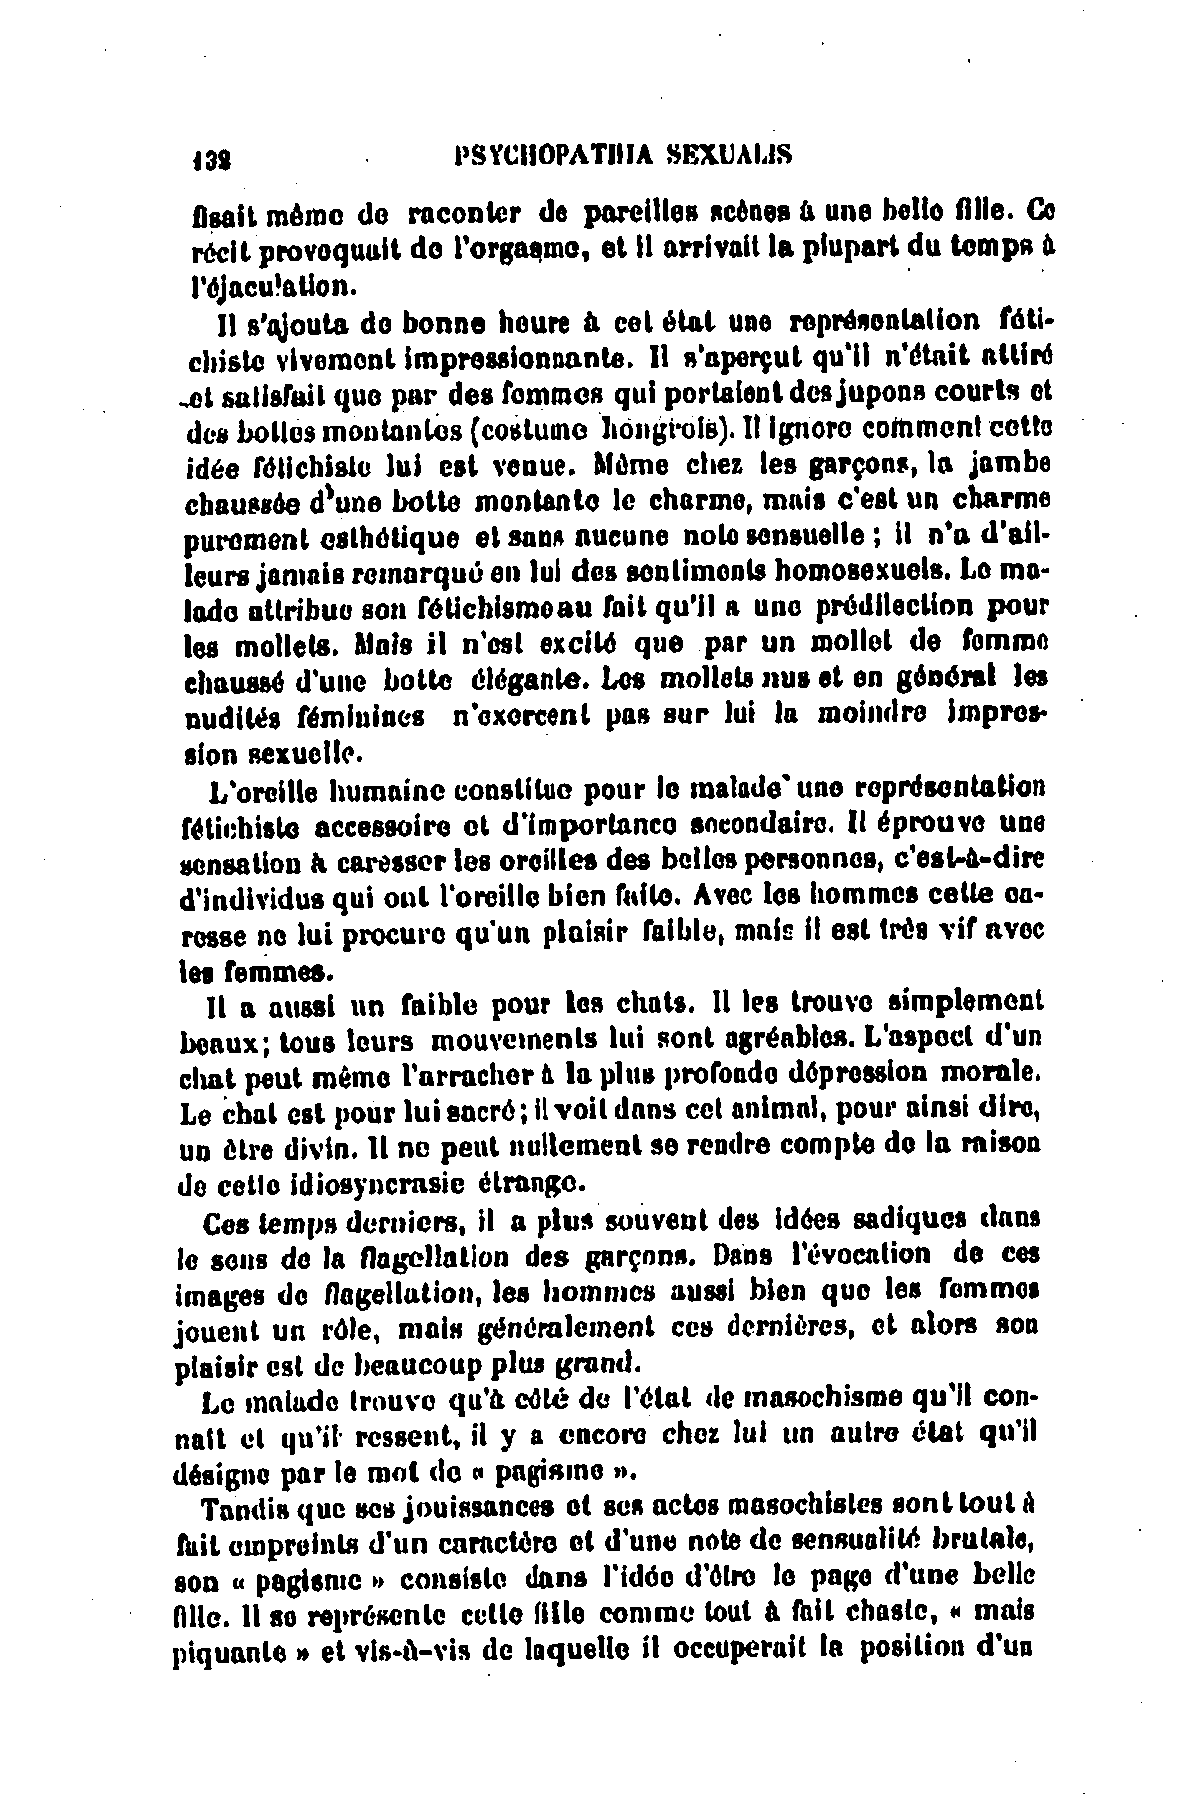 132 PSYCHOPATHIA SEXUALIS
fisait même de raconter de pareilles scènes à une belle fille. Ce
récit provoquait de l'orgasme, et il arrivait la plupart du temps à
l'éjaculation.
Il s'ajouta de bonne heure à cet état une représentation féti-
chiste vivement impressionnante. Il s'aperçut qu'il n'était attiré
et satisfait que par des femmes qui portaient des jupons courts et
des bottes montantes (costume hongrois). Il ignore comment cette
idée fétichiste lui est venue. Même chez les garçons, la jambe
chaussée d'une botte montante le charme, mais c'est un charme
purement esthétique et sans aucune note sensuelle ; il n'a d'ail-
leurs jamais remarqué en lui des sentiments homosexuels. Le ma-
lade attribue son fétichisme au fait qu'il a une prédilection pour
les mollets. Mais il n'est excité que par un mollet de femme
chaussé d'une botte élégante. Les mollets nus et en général les
nudités féminines n'exercent pas sur lui la moindre impres-
sion sexuelle.
L'oreille humaine constitue pour le malade une représentation
fétichiste accessoire et d'importance secondaire. Il éprouve une
sensation à caresser les oreilles des belles personnes, c'est-à-dire
d'individus qui ont l'oreille bien faite. Avec les hommes cette ca-
resse ne lui procure qu'un plaisir faible, mais il est très vif avec
les femmes.
Il a aussi un faible pour les chats. Il les trouve simplement
beaux; tous leurs mouvements lui sont agréables. L'aspect d'un
chat peut même l'arracher à la plus profonde dépression morale.
Le chat est pour lui sacré ; il voit dans cet animal, pour ainsi dire,
un être divin. Il ne peut nullement se rendre compte de la raison
de cette idiosyncrasie étrange.
Ces temps derniers, il a plus souvent des idées sadiques dans
le sens de la flagellation des garçons. Dans l'évocation de ces
images de flagellation, les hommes aussi bien que les femmes
jouent un rôle, mais généralement ces dernières, et alors son
plaisir est de beaucoup plus grand.
Le malade trouve qu'à côté de l'état de masochisme qu'il con-
naît et qu'il ressent, il y a encore chez lui un autre état qu'il
désigne par le mot de « pagisme ».
Tandis que ses jouissances et ses actes masochistes sont tout à
fait empreints d'un caractère et d'une note de sensualité brutale,
son « pagisme » consiste dans l'idée d'être le page d'une belle
fille. Il se représente cette fille comme tout à fait chaste, « mais
piquante » et vis-à-vis de laquelle il occuperait la position d'un